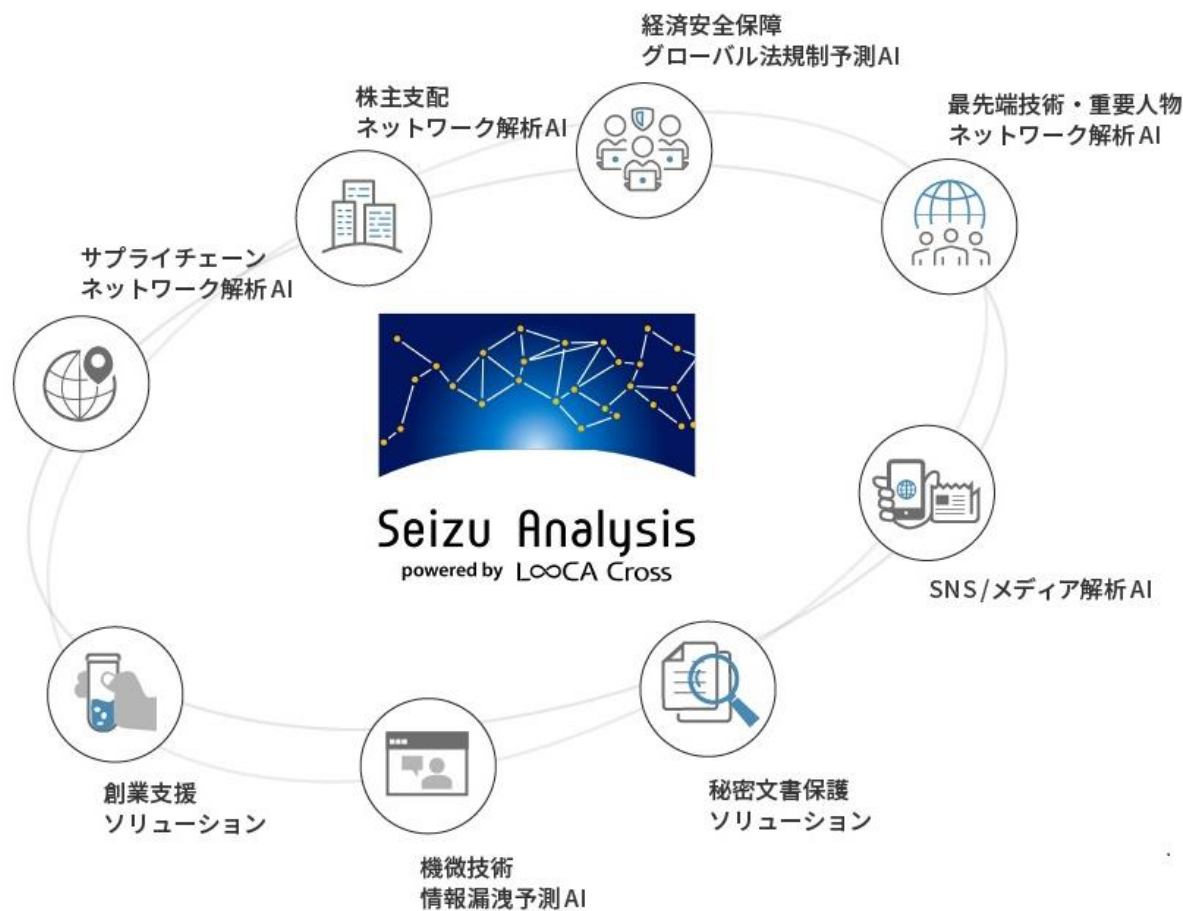 経済安全保障
グローバル法規制予測AI
株主支配
ネットワーク解析AI
最先端技術・重要人物
ネットワーク解析AI
サプライチェーン
ネットワーク解析AI
Seizu Analysis
powered by L∞CA Cross
SNS/メディア解析AI
創業支援
ソリューション
秘密文書保護
ソリューション
機微技術
情報漏洩予測AI